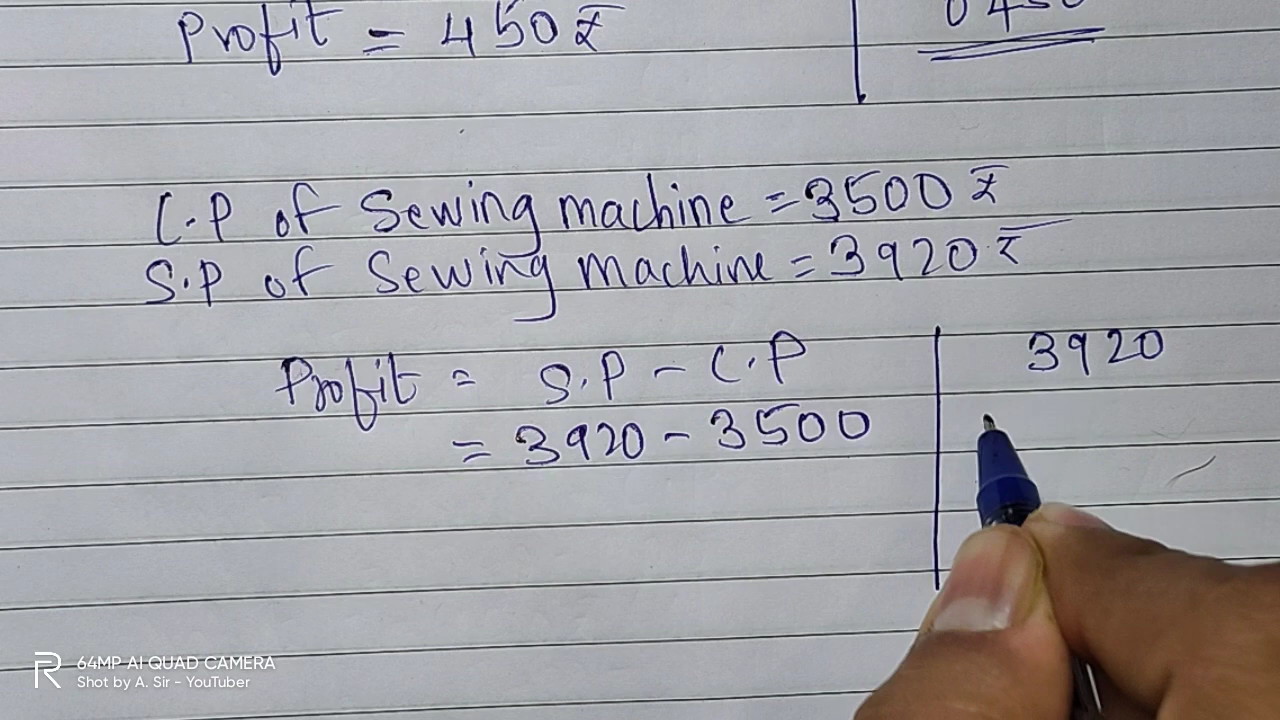 Profit = 450 ₹
C.P of Sewing machine = 3500 ₹
S.P of Sewing machine = 3920 ₹
Profit = S.P - C.P
= 3920 - 3500
3920
64MP AI QUAD CAMERA
Shot by A. Sir - YouTuber